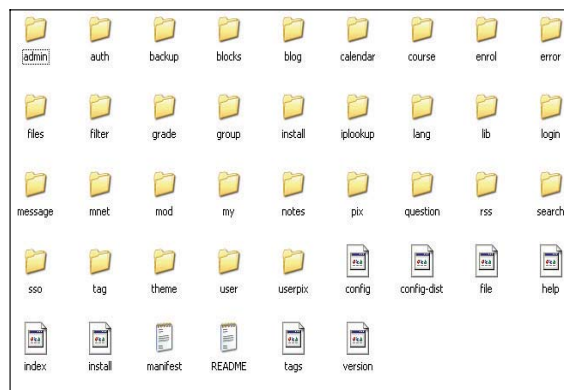 admin auth backup blocks blog calendar course enrol error
files filter grade group install iplookup lang lib login
message mnet mod my notes pix question rss search
sso tag theme user userpix config config-dist file help
index install manifest README tags version